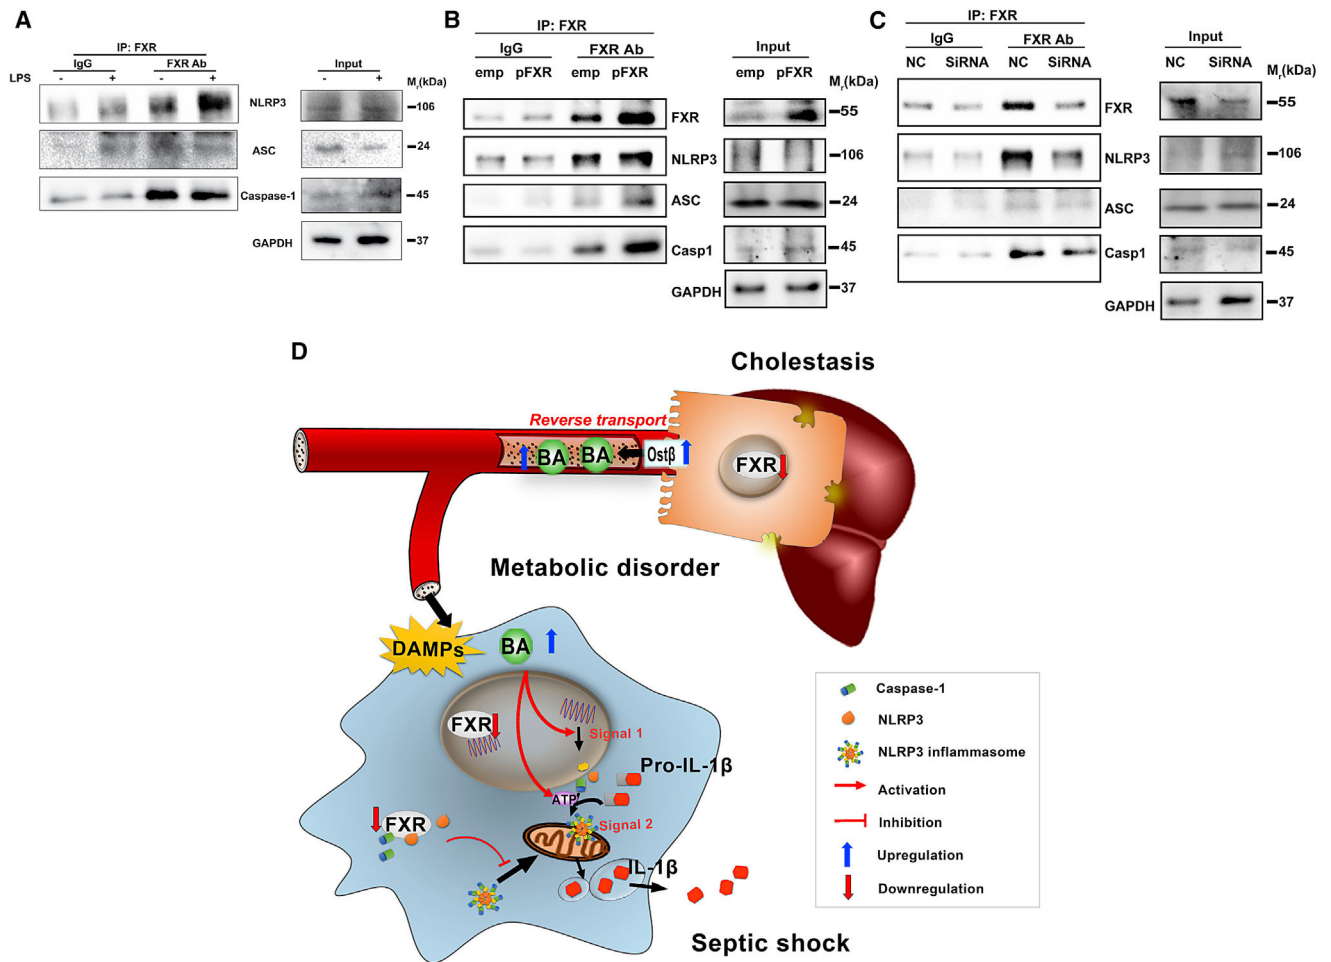 A
IP: FXR
IgG FXR Ab
LPS - + - +
NLRP3
ASC
Caspase-1
GAPDH
Input
- + Mr(kDa)
106
24
45
37
B
IP: FXR
IgG FXR Ab
emp pFXR emp pFXR
FXR
NLRP3
ASC
Casp1
GAPDH
Input
emp pFXR Mr(kDa)
55
106
24
45
37
C
IP: FXR
IgG FXR Ab
NC SiRNA NC SiRNA
FXR
NLRP3
ASC
Casp1
GAPDH
Input
NC SiRNA Mr(kDa)
55
106
24
45
37
D
Cholestasis
Reverse transport
BA BA Ostβ
FXR
Metabolic disorder
DAMPs
BA
FXR
Signal 1
Pro-IL-1β
ATP
FXR
Signal 2
IL-1β
Septic shock
Caspase-1
NLRP3
NLRP3 inflammasome
Activation
Inhibition
Upregulation
Downregulation